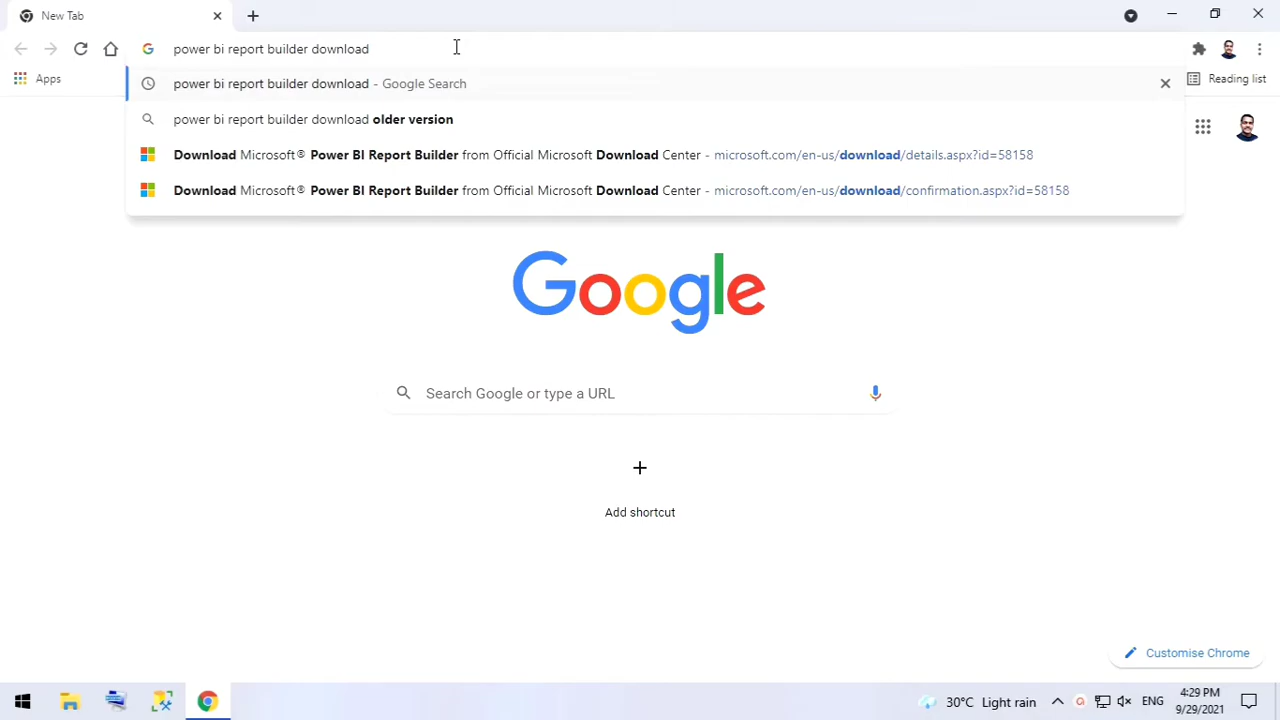 New Tab
power bi report builder download
power bi report builder download - Google Search
Apps
Reading list
power bi report builder download older version
Download Microsoft® Power BI Report Builder from Official Microsoft Download Center - microsoft.com/en-us/download/details.aspx?id=58158
Download Microsoft® Power BI Report Builder from Official Microsoft Download Center - microsoft.com/en-us/download/confirmation.aspx?id=58158
Google
Search Google or type a URL
Add shortcut
Customise Chrome
30°C Light rain
ENG
4:29 PM
9/29/2021